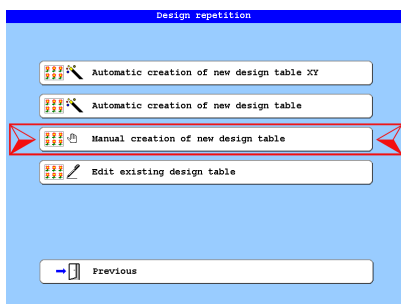 Design repetition
Automatic creation of new design table XY
Automatic creation of new design table
Manual creation of new design table
Edit existing design table
Previous